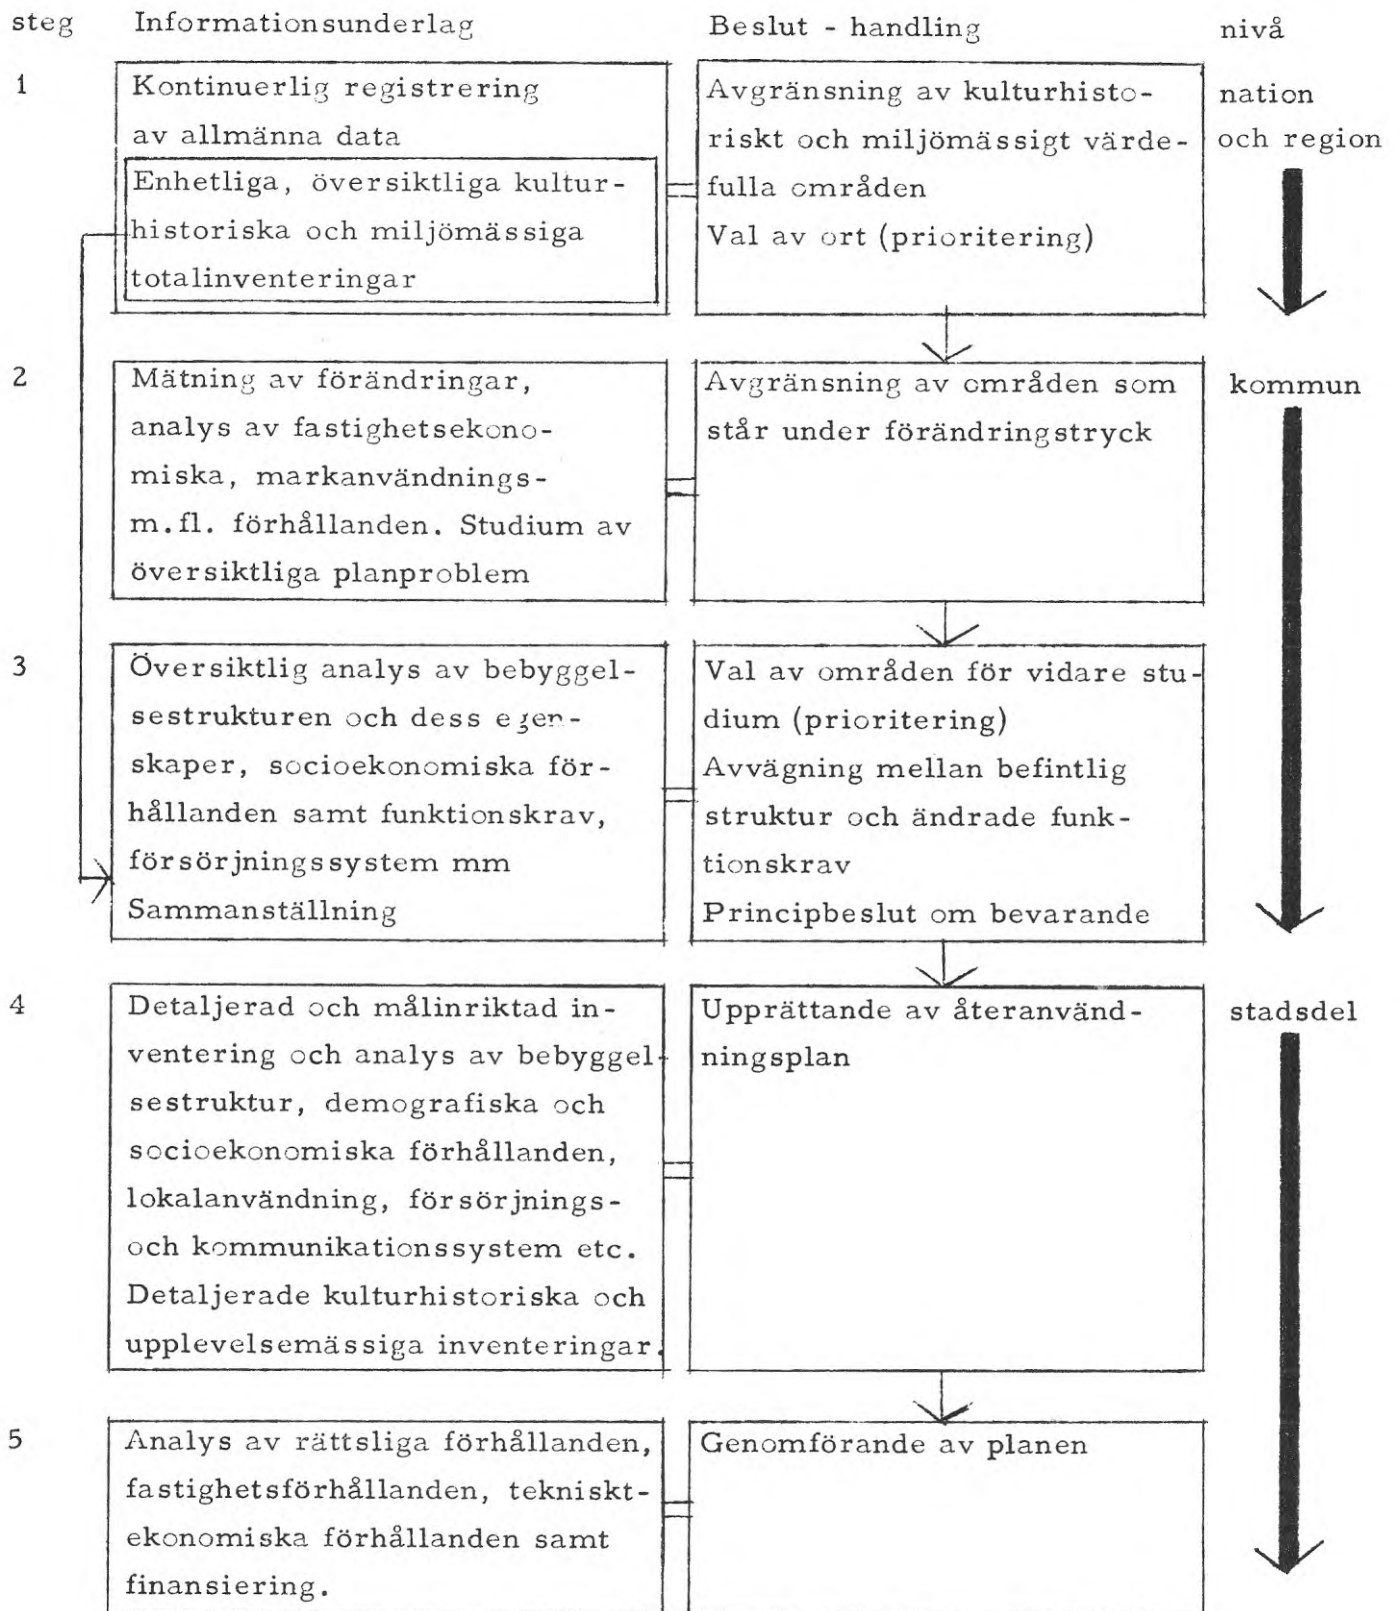 steg Informationsunderlag Beslut - handling nivå
1
Kontinuerlig registrering
av allmänna data
Enhetliga, översiktliga kultur-
historiska och miljömässiga
totalinventeringar
Avgränsning av kulturhisto-
riskt och miljömässigt värde-
fulla områden
Val av ort (prioritering)
nation
och region
2
Mätning av förändringar,
analys av fastighetsekono-
miska, markanvändnings-
m.fl. förhållanden. Studium av
översiktliga planproblem
Avgränsning av områden som
står under förändringstryck
kommun
3
Översiktlig analys av bebyggel-
sestrukturen och dess egen-
skaper, socioekonomiska för-
hållanden samt funktionskrav,
försörjningssystem mm
Sammanställning
Val av områden för vidare stu-
dium (prioritering)
Avvägning mellan befintlig
struktur och ändrade funk-
tionskrav
Principbeslut om bevarande
4
Detaljerad och målinriktad in-
ventering och analys av bebyggel-
sestruktur, demografiska och
socioekonomiska förhållanden,
lokalanvändning, försörjnings-
och kommunikationssystem etc.
Detaljerade kulturhistoriska och
upplevelsemässiga inventeringar.
Upprättande av återanvänd-
ningsplan
stadsdel
5
Analys av rättsliga förhållanden,
fastighetsförhållanden, tekniskt-
ekonomiska förhållanden samt
finansiering.
Genomförande av planen